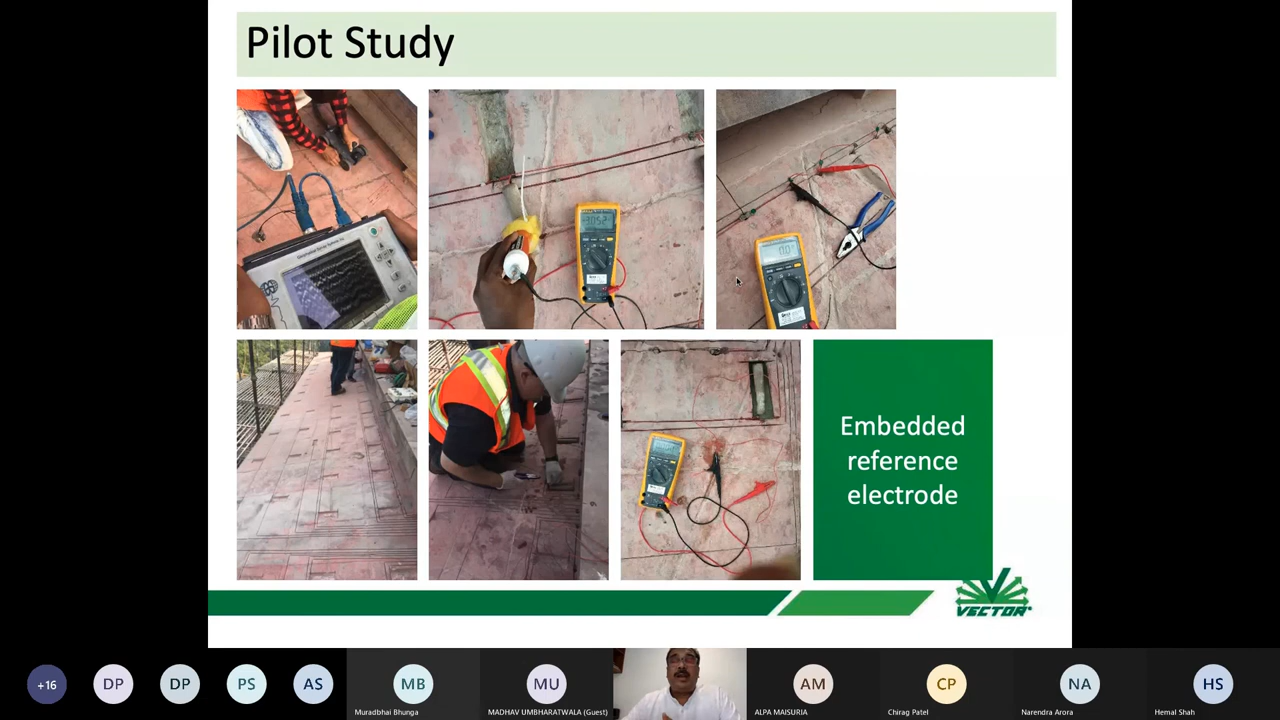 Pilot Study
Embedded
reference
electrode
VECTOR
+16
DP
DP
PS
AS
MB
MU
AM
CP
NA
HS
Muradbhai Bhunga
MADHAV UMBHARATWALA (Guest)
ALPA MAISURIA
Chirag Patel
Narendra Arora
Hemal Shah